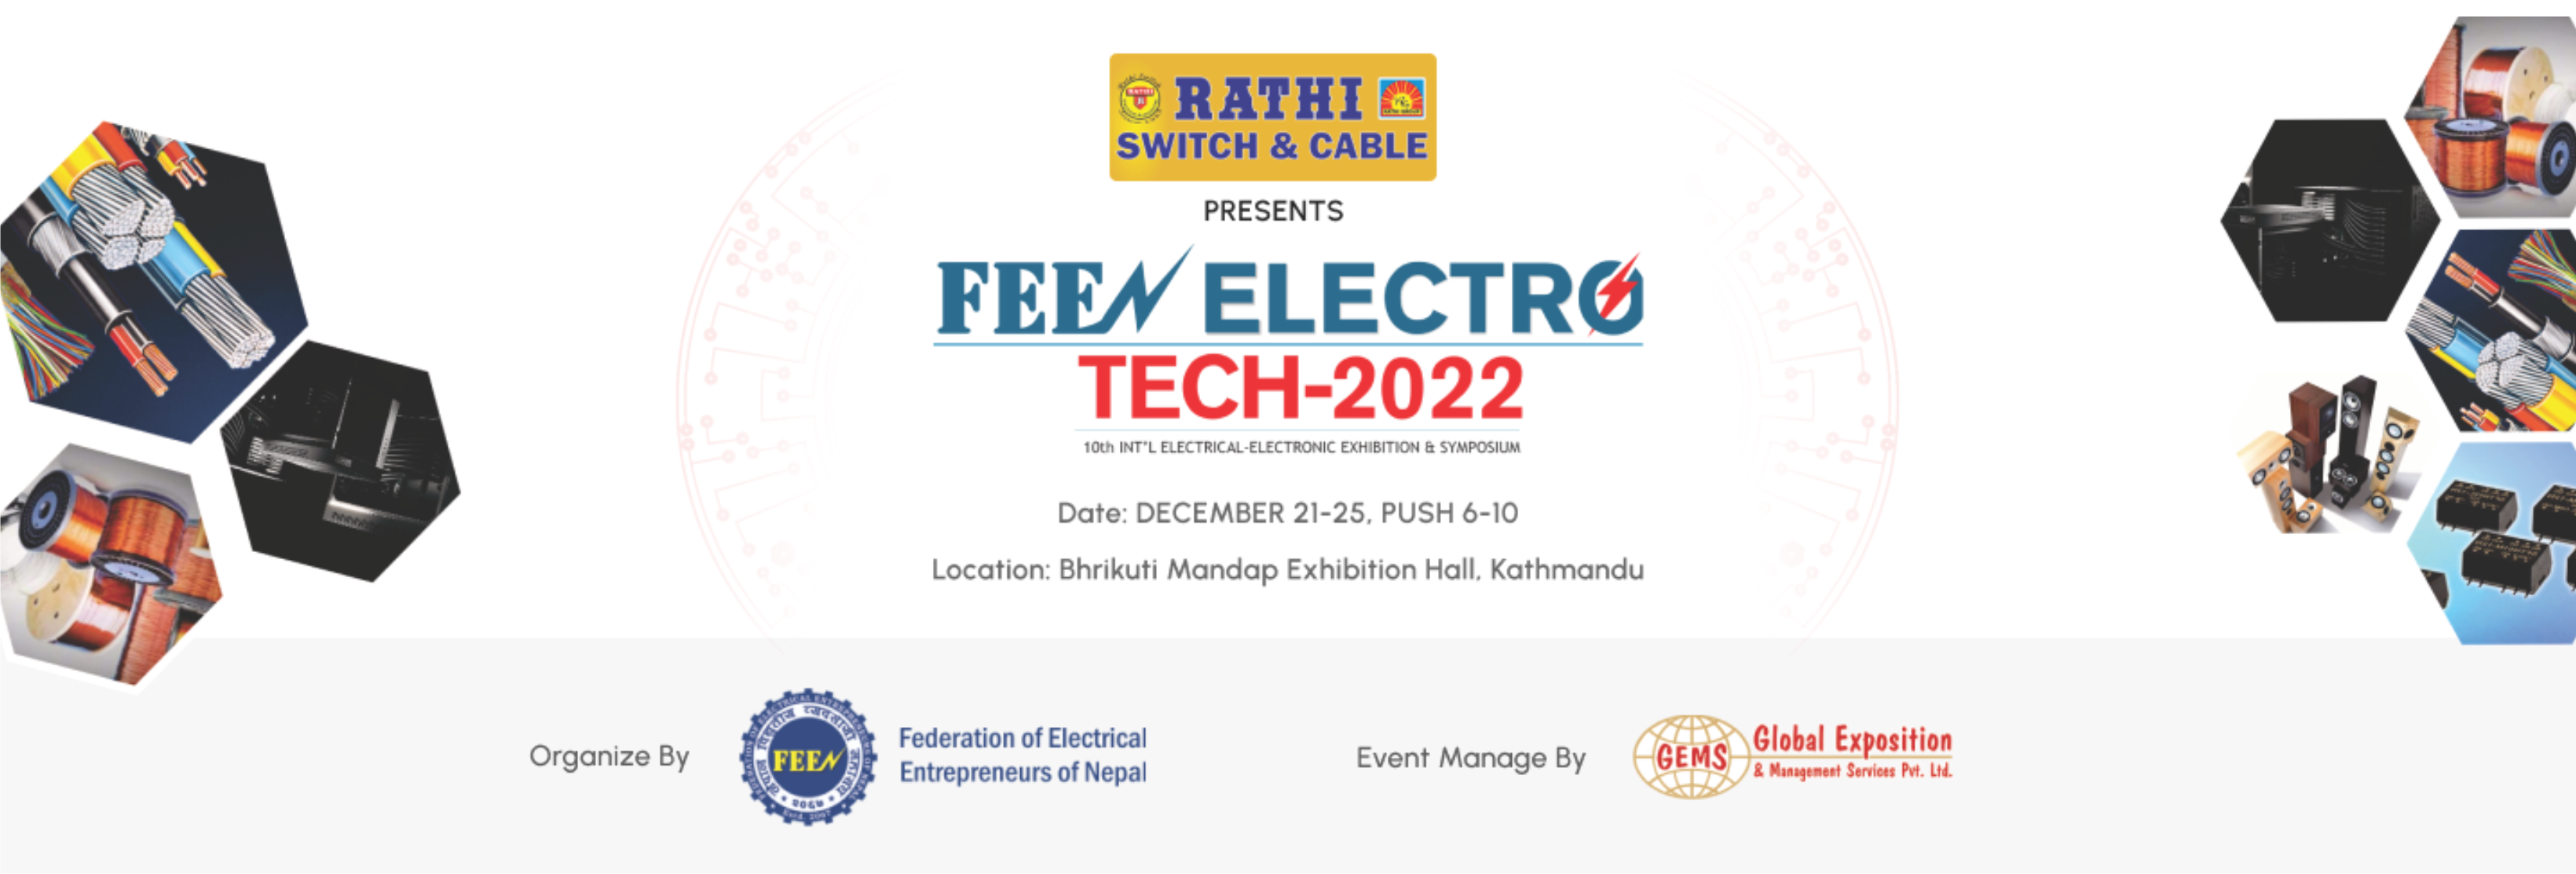 RATHI
SWITCH & CABLE
PRESENTS
FEEN ELECTRO
TECH-2022
10th INT'L ELECTRICAL-ELECTRONIC EXHIBITION & SYMPOSIUM
Date: DECEMBER 21-25, PUSH 6-10
Location: Bhrikuti Mandap Exhibition Hall, Kathmandu
Organize By
FEEN
२०६४
Federation of Electrical
Entrepreneurs of Nepal
Event Manage By
GEMS
Global Exposition
& Management Services Pvt. Ltd.